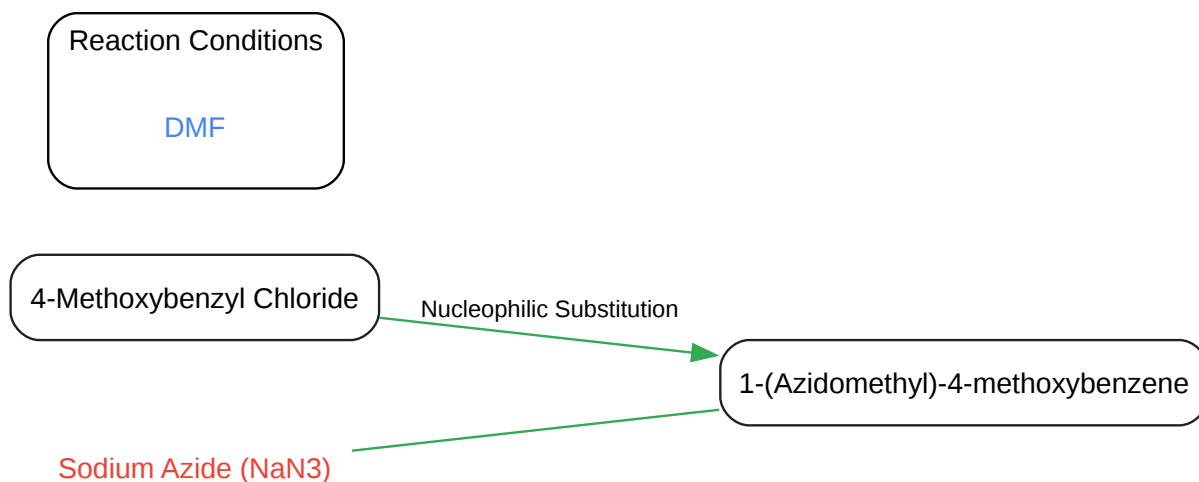 Reaction Conditions
DMF
4-Methoxybenzyl Chloride
Nucleophilic Substitution
1-(Azidomethyl)-4-methoxybenzene
Sodium Azide (NaN3)